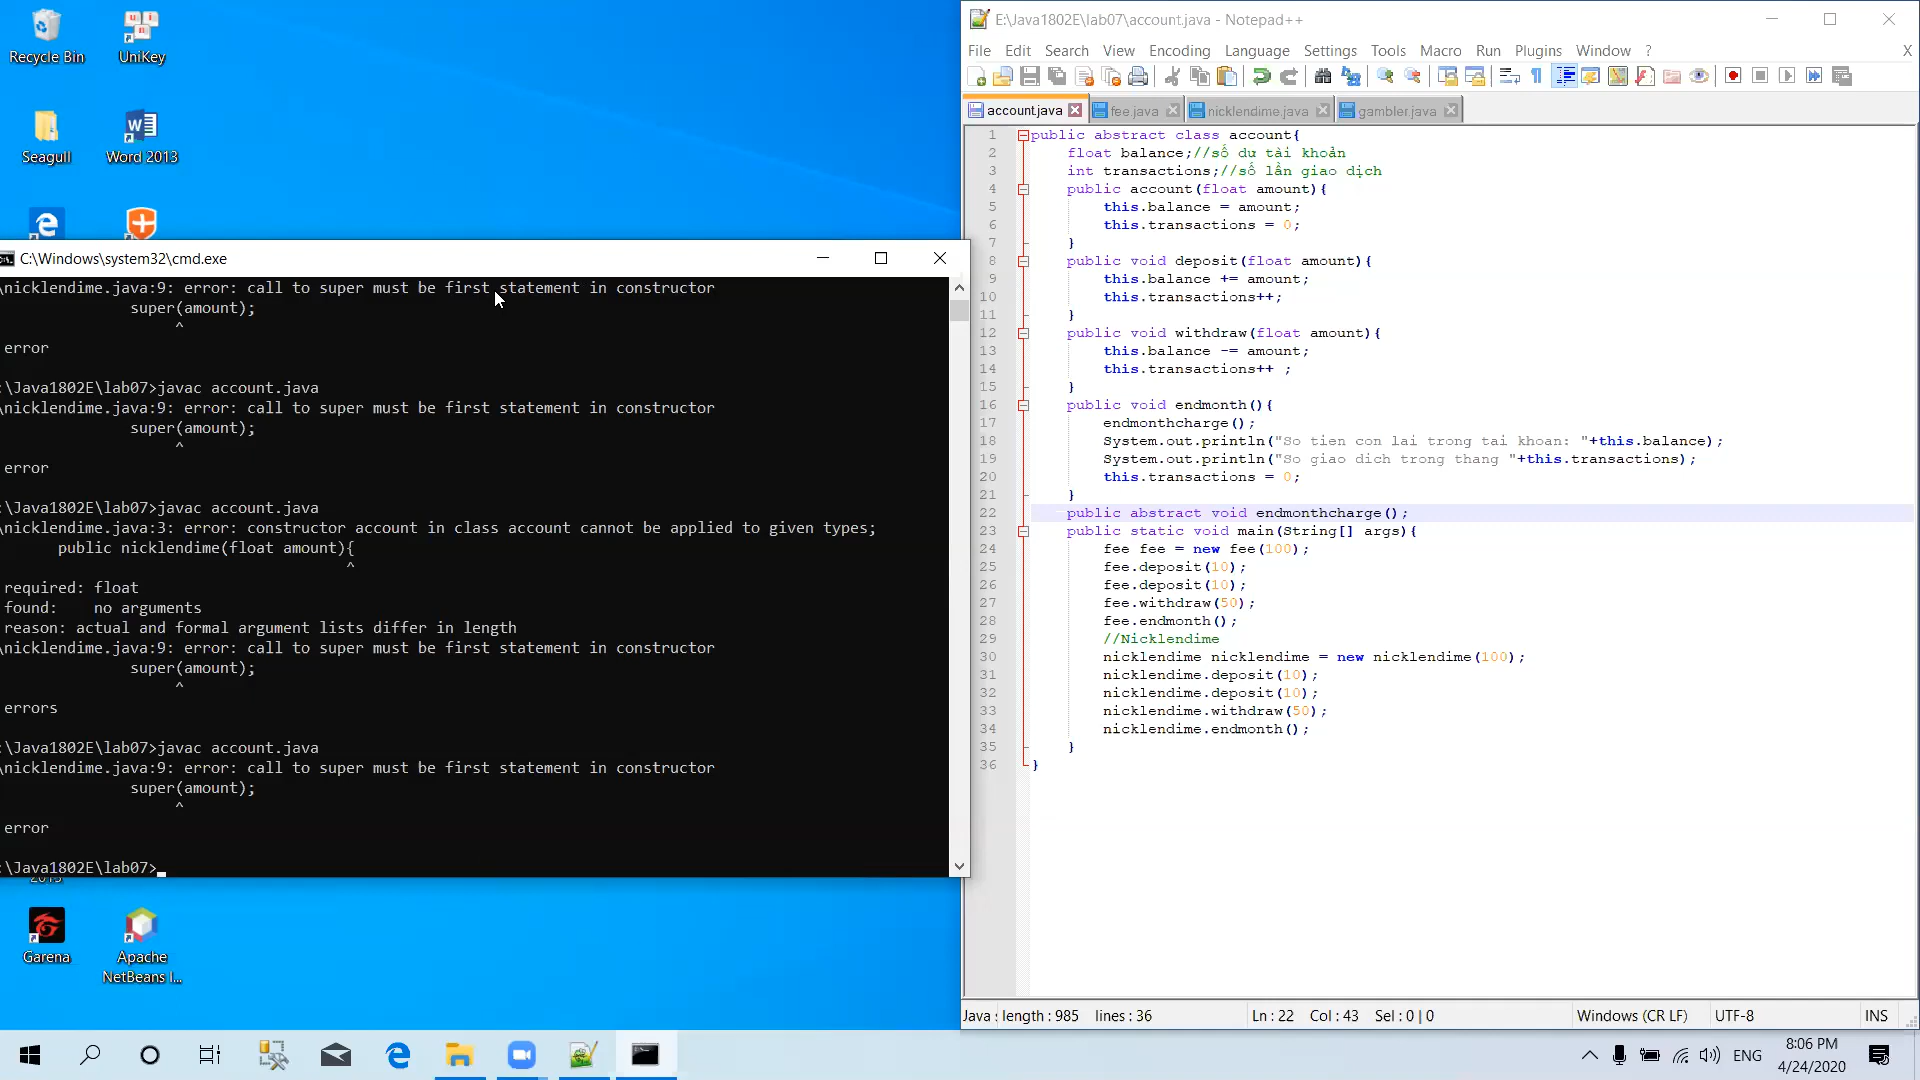 Recycle Bin
UniKey
Seagull
Word 2013
C:\Windows\system32\cmd.exe
\nicklendime.java:9: error: call to super must be first statement in constructor
super(amount);
^
error
:\Java1802E\lab07>javac account.java
\nicklendime.java:9: error: call to super must be first statement in constructor
super(amount);
^
error
:\Java1802E\lab07>javac account.java
\nicklendime.java:3: error: constructor account in class account cannot be applied to given types;
public nicklendime(float amount){
^
required: float
found:    no arguments
reason: actual and formal argument lists differ in length
\nicklendime.java:9: error: call to super must be first statement in constructor
super(amount);
^
errors
:\Java1802E\lab07>javac account.java
\nicklendime.java:9: error: call to super must be first statement in constructor
super(amount);
^
error
:\Java1802E\lab07>
Garena
Apache
NetBeans I...
E:\Java1802E\lab07\account.java - Notepad++
File Edit Search View Encoding Language Settings Tools Macro Run Plugins Window ? X
account.java fee.java nicklendime.java gambler.java
1 public abstract class account{
2 float balance;//số dư tài khoản
3 int transactions;//số lần giao dịch
4 public account(float amount){
5 this.balance = amount;
6 this.transactions = 0;
7 }
8 public void deposit(float amount){
9 this.balance += amount;
10 this.transactions++;
11 }
12 public void withdraw(float amount){
13 this.balance -= amount;
14 this.transactions++ ;
15 }
16 public void endmonth(){
17 endmonthcharge();
18 System.out.println("So tien con lai trong tai khoan: "+this.balance);
19 System.out.println("So giao dich trong thang "+this.transactions);
20 this.transactions = 0;
21 }
22 public abstract void endmonthcharge();
23 public static void main(String[] args){
24 fee fee = new fee(100);
25 fee.deposit(10);
26 fee.deposit(10);
27 fee.withdraw(50);
28 fee.endmonth();
29 //Nicklendime
30 nicklendime nicklendime = new nicklendime(100);
31 nicklendime.deposit(10);
32 nicklendime.deposit(10);
33 nicklendime.withdraw(50);
34 nicklendime.endmonth();
35 }
36 }
Java s length : 985 lines : 36 Ln : 22 Col : 43 Sel : 0 | 0 Windows (CR LF) UTF-8 INS
ENG
8:06 PM
4/24/2020